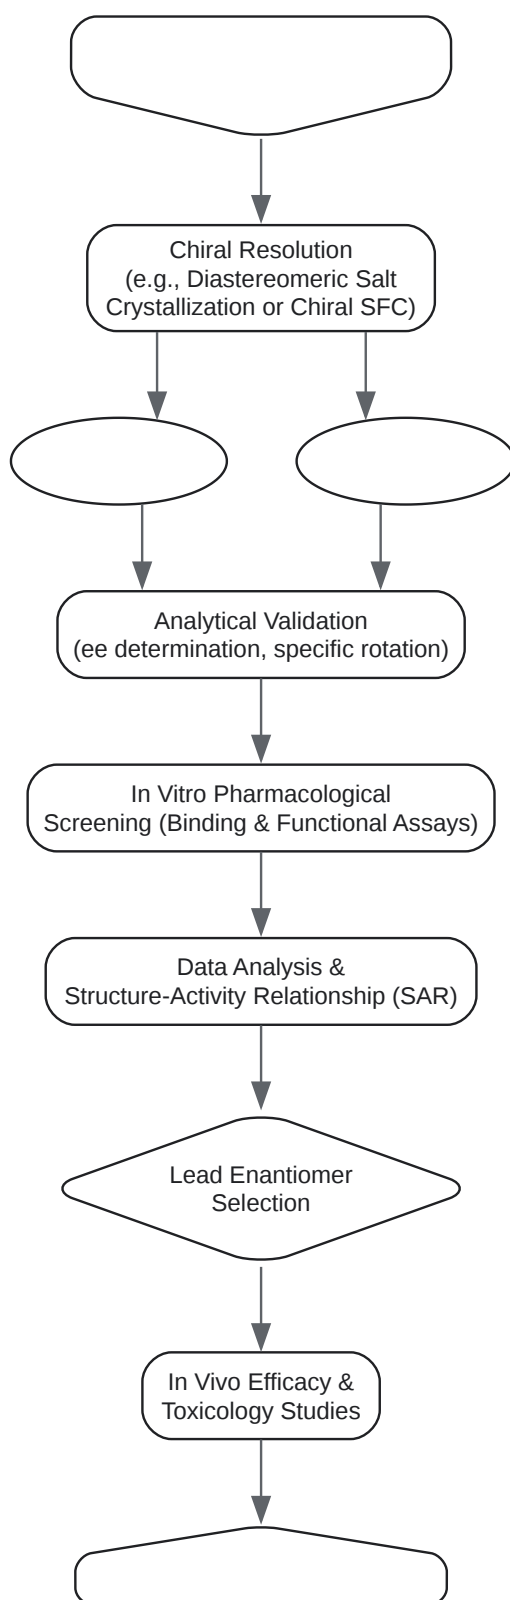 Chiral Resolution
(e.g., Diastereomeric Salt
Crystallization or Chiral SFC)
Analytical Validation
(ee determination, specific rotation)
In Vitro Pharmacological
Screening (Binding & Functional Assays)
Data Analysis &
Structure-Activity Relationship (SAR)
Lead Enantiomer
Selection
In Vivo Efficacy &
Toxicology Studies